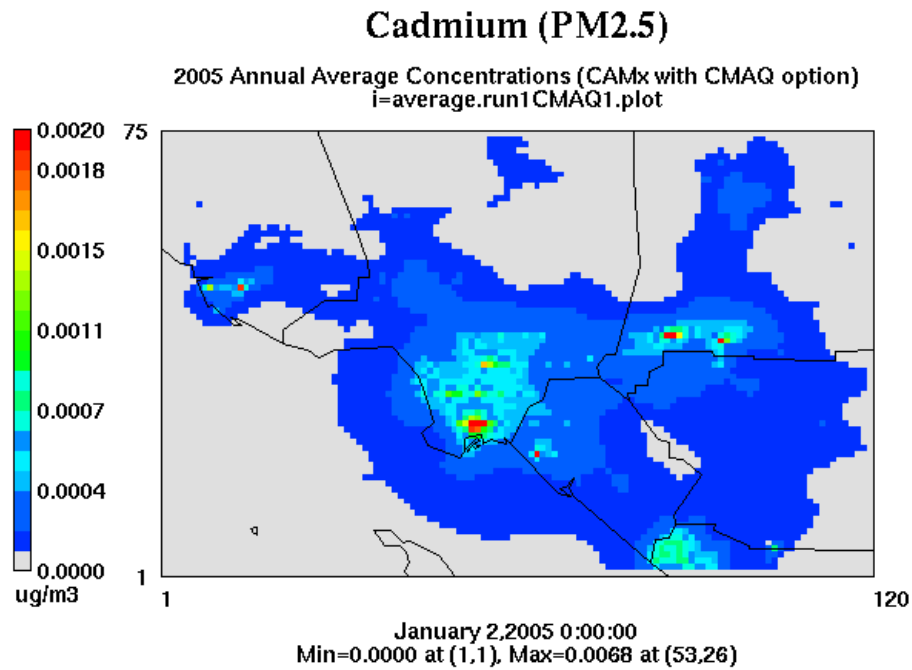 Cadmium (PM2.5)
2005 Annual Average Concentrations (CAMx with CMAQ option)
i=average.run1CMAQ1.plot
0.0020
0.0018
0.0015
0.0011
0.0007
0.0004
0.0000
ug/m3
75
1
1
120
January 2,2005 0:00:00
Min=0.0000 at (1,1), Max=0.0068 at (53,26)